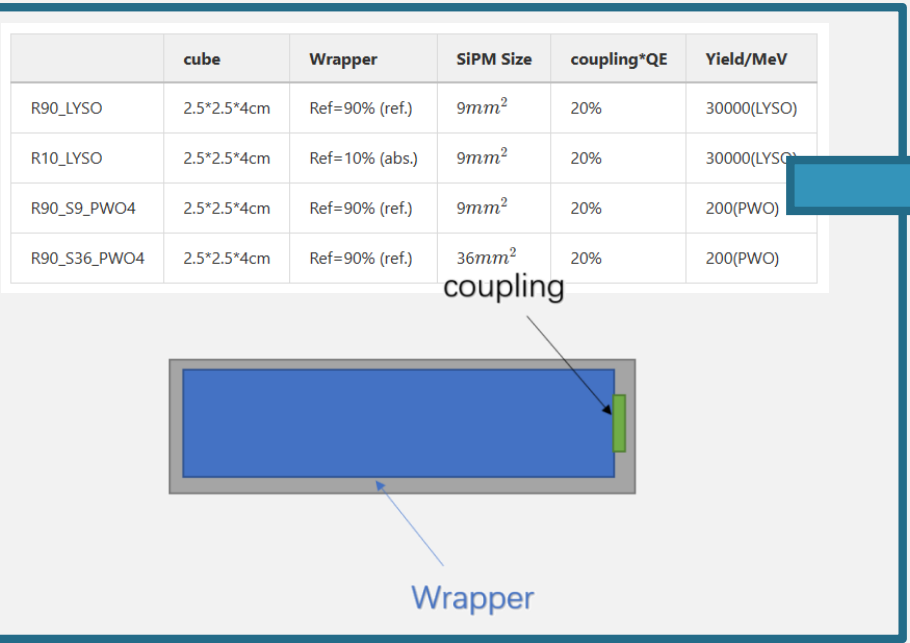 cube Wrapper SiPM Size coupling*QE Yield/MeV
R90_LYSO 2.5*2.5*4cm Ref=90% (ref.) 9mm² 20% 30000(LYSO)
R10_LYSO 2.5*2.5*4cm Ref=10% (abs.) 9mm² 20% 30000(LYSO)
R90_S9_PWO4 2.5*2.5*4cm Ref=90% (ref.) 9mm² 20% 200(PWO)
R90_S36_PWO4 2.5*2.5*4cm Ref=90% (ref.) 36mm² 20% 200(PWO)
coupling
Wrapper